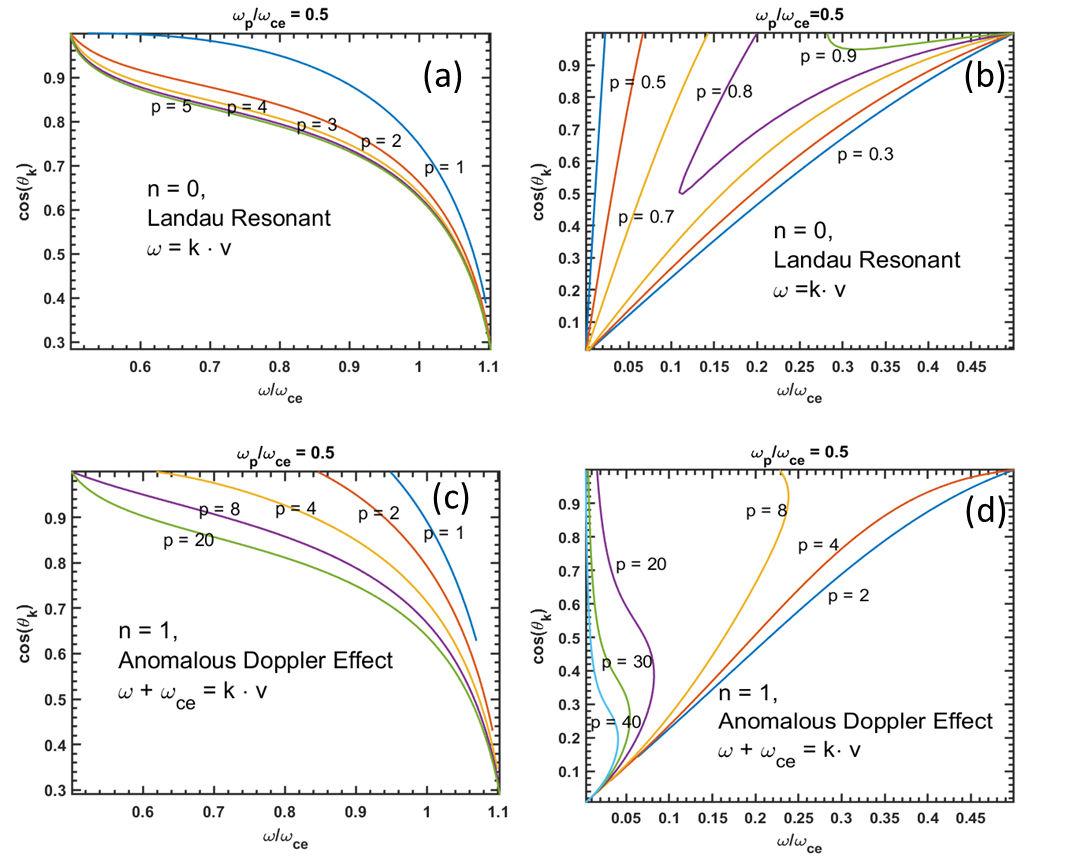 ωp/ωce = 0.5
(a)
cos(θk)
0.9
0.8
0.7
0.6
0.5
0.4
0.3
p = 5
p = 4
p = 3
p = 2
p = 1
n = 0,
Landau Resonant
ω = k · v
0.6
0.7
0.8
0.9
1
1.1
ω/ωce
ωp/ωce=0.5
(b)
cos(θk)
0.9
0.8
0.7
0.6
0.5
0.4
0.3
0.2
0.1
p = 0.9
p = 0.5
p = 0.8
p = 0.3
p = 0.7
n = 0,
Landau Resonant
ω =k· v
0.05
0.1
0.15
0.2
0.25
0.3
0.35
0.4
0.45
ω/ωce
ωp/ωce = 0.5
(c)
cos(θk)
0.9
0.8
0.7
0.6
0.5
0.4
0.3
p = 8
p = 4
p = 2
p = 1
p = 20
n = 1,
Anomalous Doppler Effect
ω + ωce = k · v
0.6
0.7
0.8
0.9
1
1.1
ω/ωce
ωp/ωce = 0.5
(d)
cos(θk)
0.9
0.8
0.7
0.6
0.5
0.4
0.3
0.2
0.1
p = 8
p = 4
p = 20
p = 2
p = 30
p = 40
n = 1,
Anomalous Doppler Effect
ω + ωce = k· v
0.05
0.1
0.15
0.2
0.25
0.3
0.35
0.4
0.45
ω/ωce